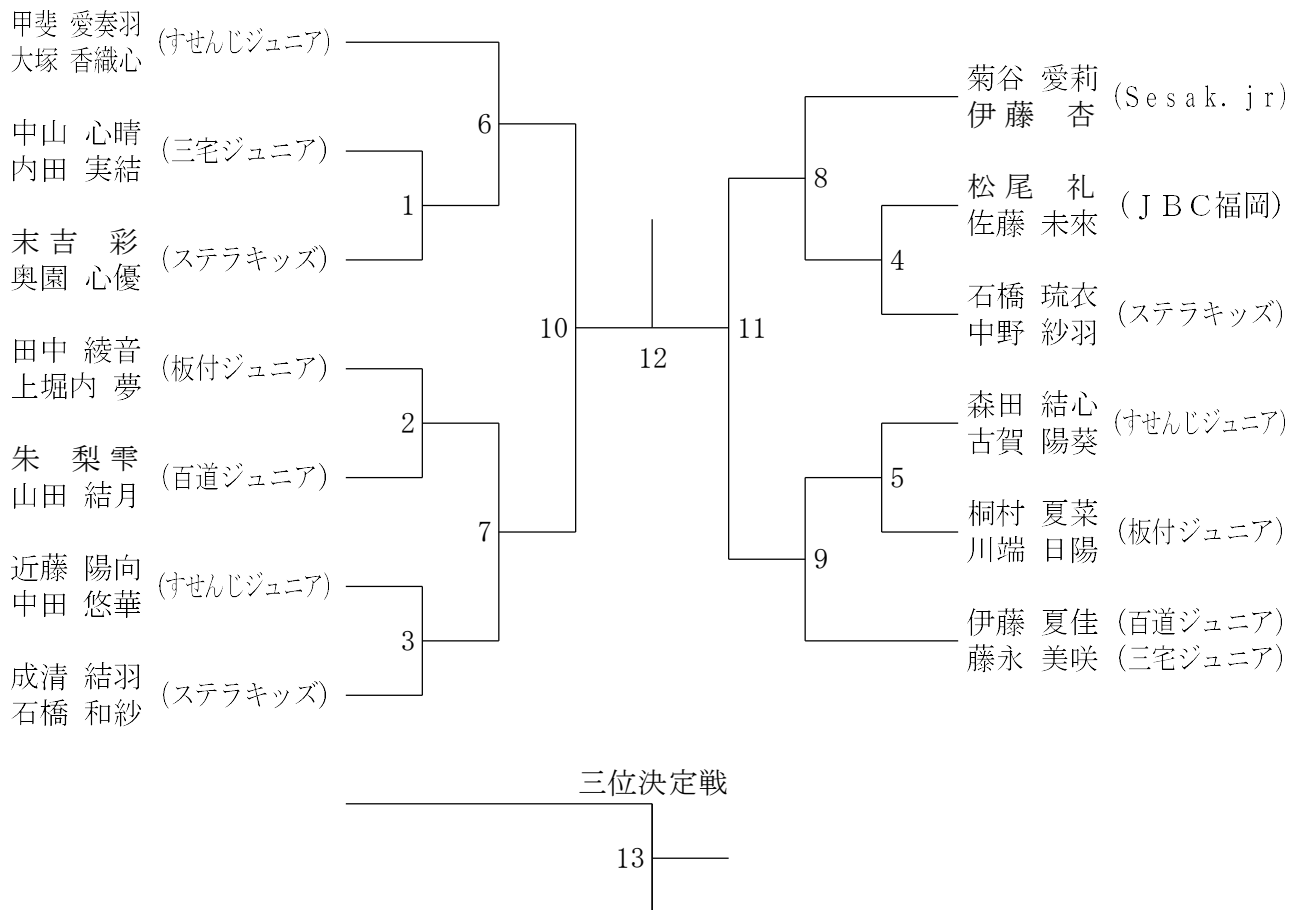 甲斐 愛奏羽
大塚 香織心
(すせんじジュニア)
6
中山 心晴
内田 実結
(三宅ジュニア)
1
末吉 彩
奥園 心優
(ステラキッズ)
10
田中 綾音
上堀内 夢
(板付ジュニア)
2
朱 梨雫
山田 結月
(百道ジュニア)
7
近藤 陽向
中田 悠華
(すせんじジュニア)
3
成清 結羽
石橋 和紗
(ステラキッズ)
12
菊谷 愛莉
伊藤 杏
(Sesak.jr)
8
松尾 礼
佐藤 未來
(JBC福岡)
4
石橋 琉衣
中野 紗羽
(ステラキッズ)
11
森田 結心
古賀 陽葵
(すせんじジュニア)
5
桐村 夏菜
川端 日陽
(板付ジュニア)
9
伊藤 夏佳 (百道ジュニア)
藤永 美咲 (三宅ジュニア)
三位決定戦
13